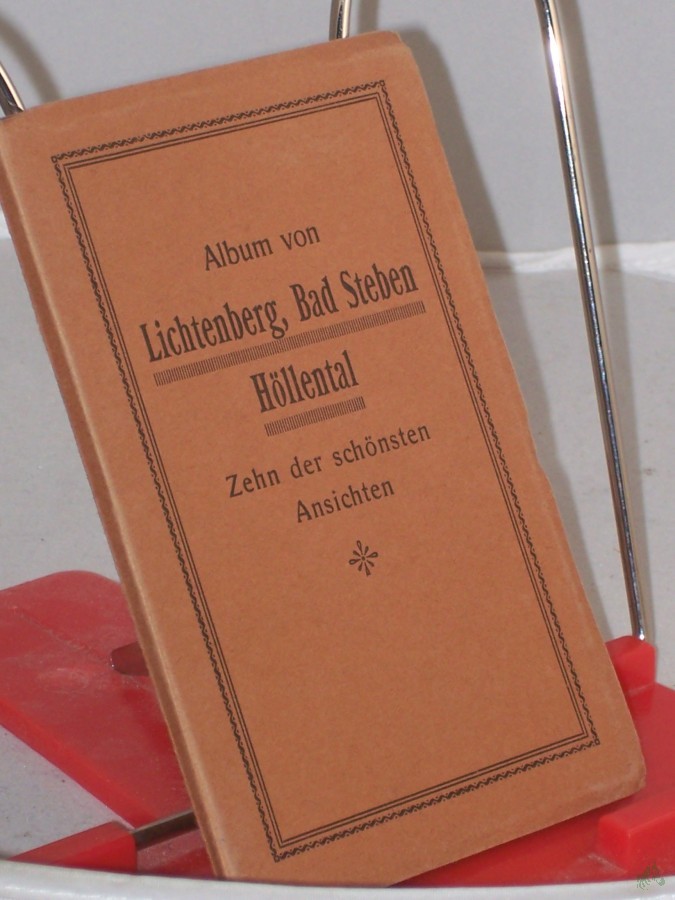 Album von
Lichtenberg, Bad Steben
Höllental
Zehn der schönsten
Ansichten